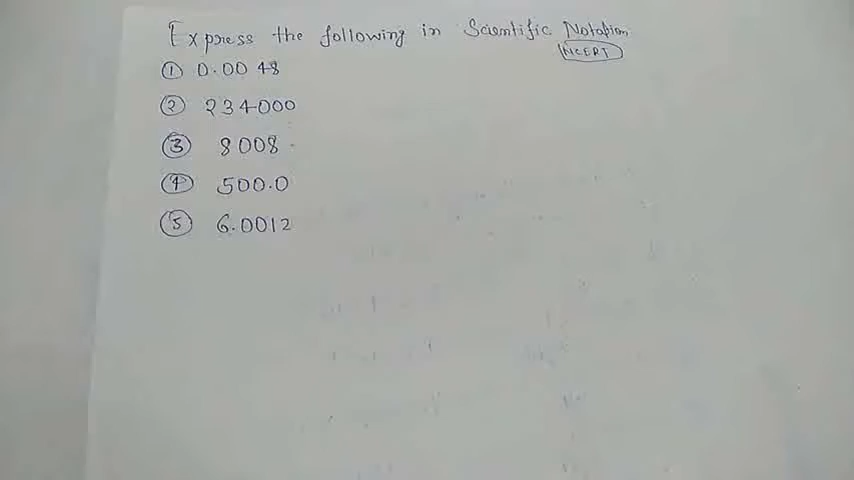 Express the following in Scientific Notation
NCERT
① 0.0048
② 234000
③ 8008
④ 500.0
⑤ 6.0012